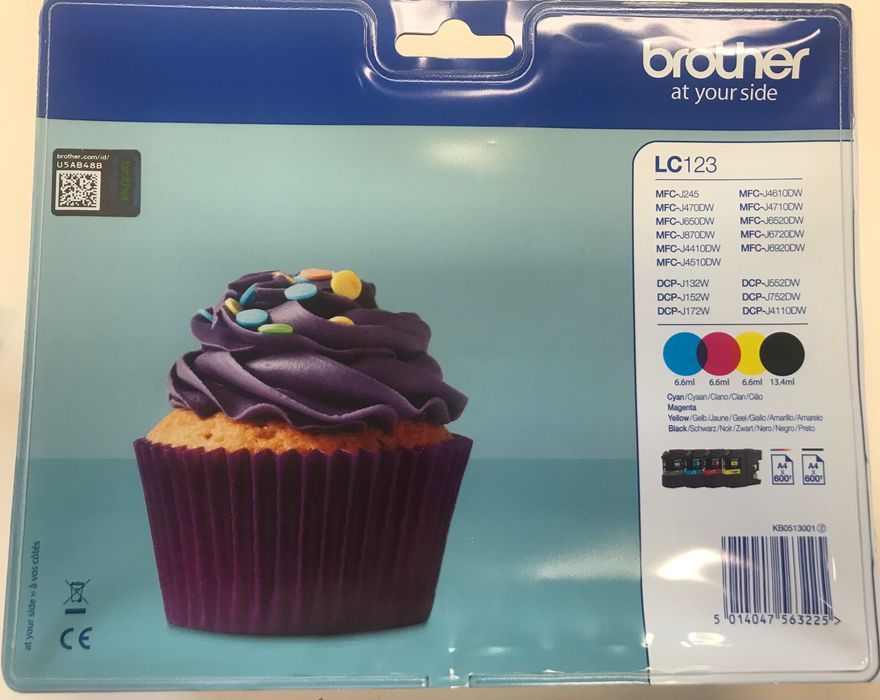 brother
at your side
brother.com/id/
U5AB48B
brother
LC123
MFC-J245 MFC-J4610DW
MFC-J470DW MFC-J4710DW
MFC-J650DW MFC-J6520DW
MFC-J870DW MFC-J6720DW
MFC-J4410DW MFC-J6920DW
MFC-J4510DW
DCP-J132W DCP-J552DW
DCP-J152W DCP-J752DW
DCP-J172W DCP-J4110DW
6.6ml 6.6ml 6.6ml 13.4ml
Cyan/Cyaan/Ciano/Cian/Cião
Magenta
Yellow/Gelb/Jaune/Geel/Giallo/Amarillo/Amarelo
Black/Schwarz/Noir/Zwart/Nero/Negro/Preto
A4 A4
600† 600†
KB0513001 ②
5 014047 563225 >
at your side = à vos côtés
CE